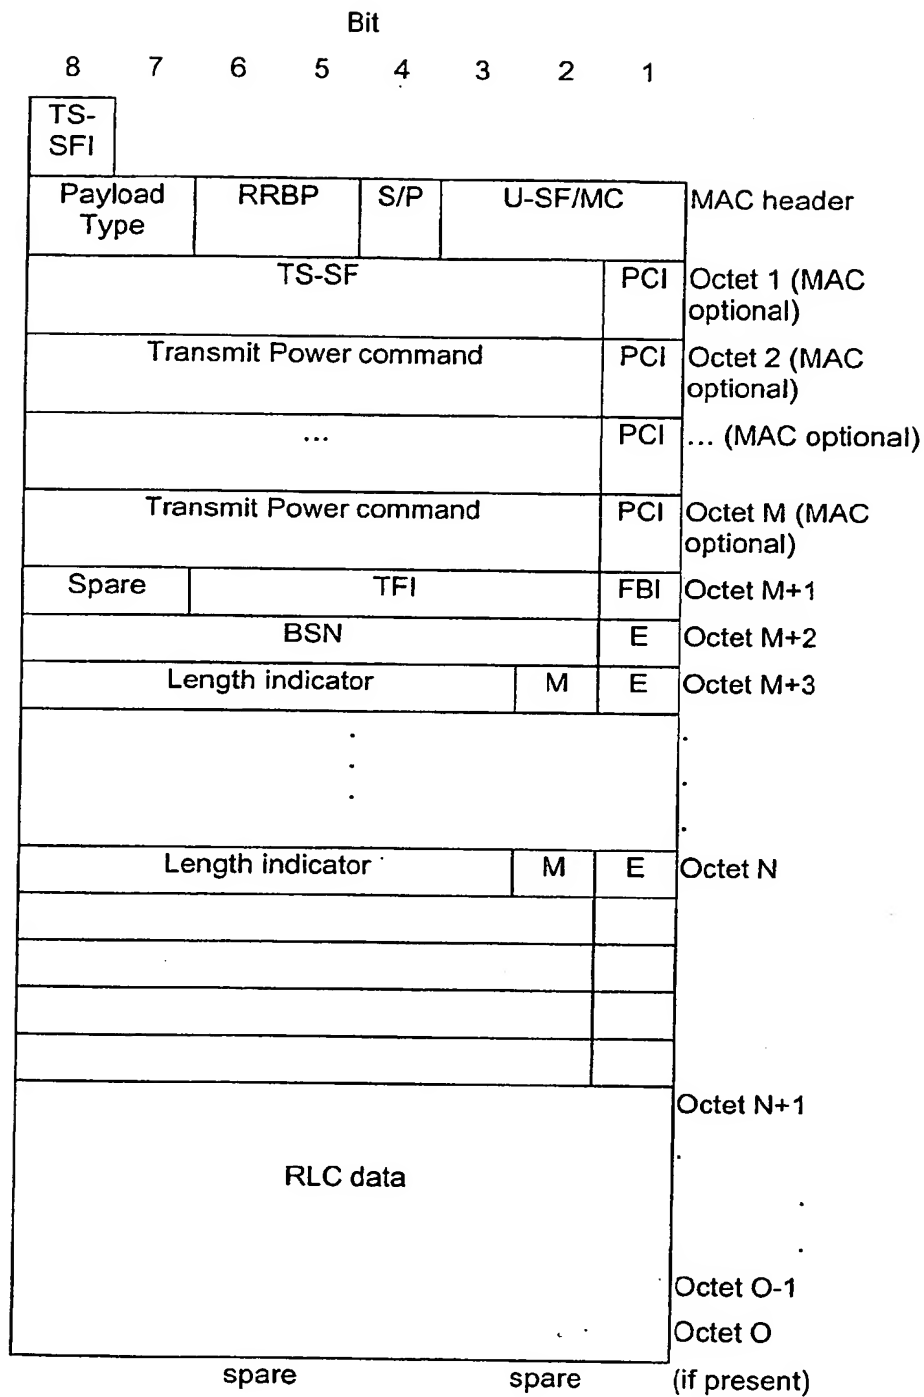 Bit
8 7 6 5 4 3 2 1
TS-
SFI
Payload RRBP S/P U-SF/MC MAC header
Type
TS-SF PCI Octet 1 (MAC
optional)
Transmit Power command PCI Octet 2 (MAC
optional)
... PCI ... (MAC optional)
Transmit Power command PCI Octet M (MAC
optional)
Spare TFI FBI Octet M+1
BSN E Octet M+2
Length indicator M E Octet M+3
Length indicator M E Octet N
Octet N+1
RLC data
Octet O-1
Octet O
spare spare (if present)